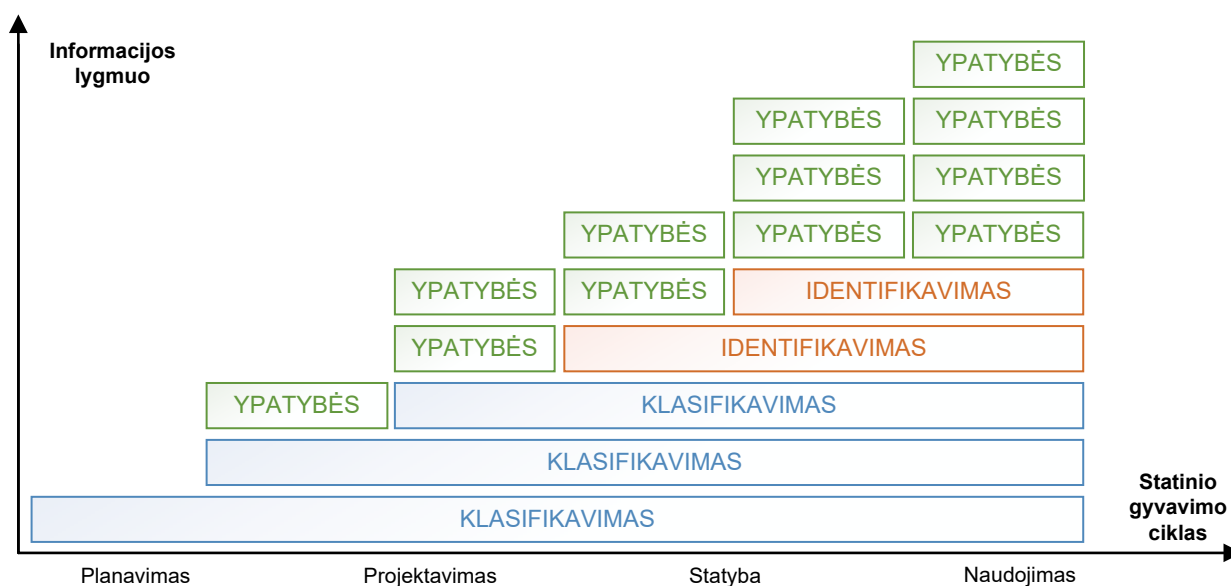 Informacijos
lygmuo
YPATYBĖS
YPATYBĖS YPATYBĖS
YPATYBĖS YPATYBĖS
YPATYBĖS YPATYBĖS YPATYBĖS
YPATYBĖS YPATYBĖS IDENTIFIKAVIMAS
YPATYBĖS IDENTIFIKAVIMAS
YPATYBĖS KLASIFIKAVIMAS
KLASIFIKAVIMAS
KLASIFIKAVIMAS
Statinio
gyvavimo
ciklas
Planavimas Projektavimas Statyba Naudojimas